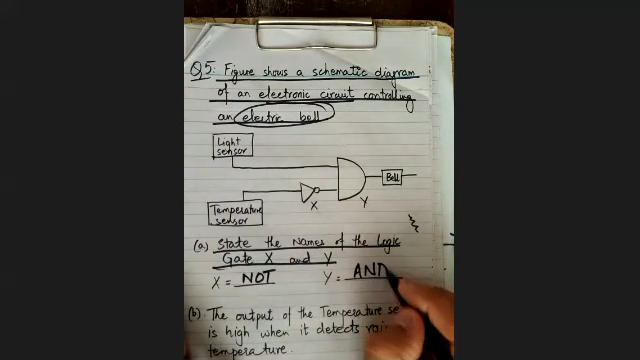 Q5: Figure shows a schematic diagram
of an electronic circuit controlling
an electric bell
Light
sensor
Bell
Temperature
sensor
X
Y
(a) State the Names of the Logic
Gate X and Y
X = NOT Y = AND
(b) The output of the Temperature se
is high when it detects
temperature.